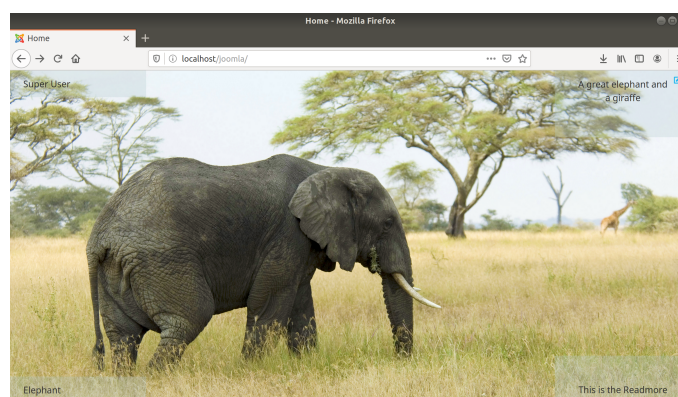 Home - Mozilla Firefox
Home
localhost/joomla/
Super User
A great elephant and
a giraffe
Elephant
This is the Readmore